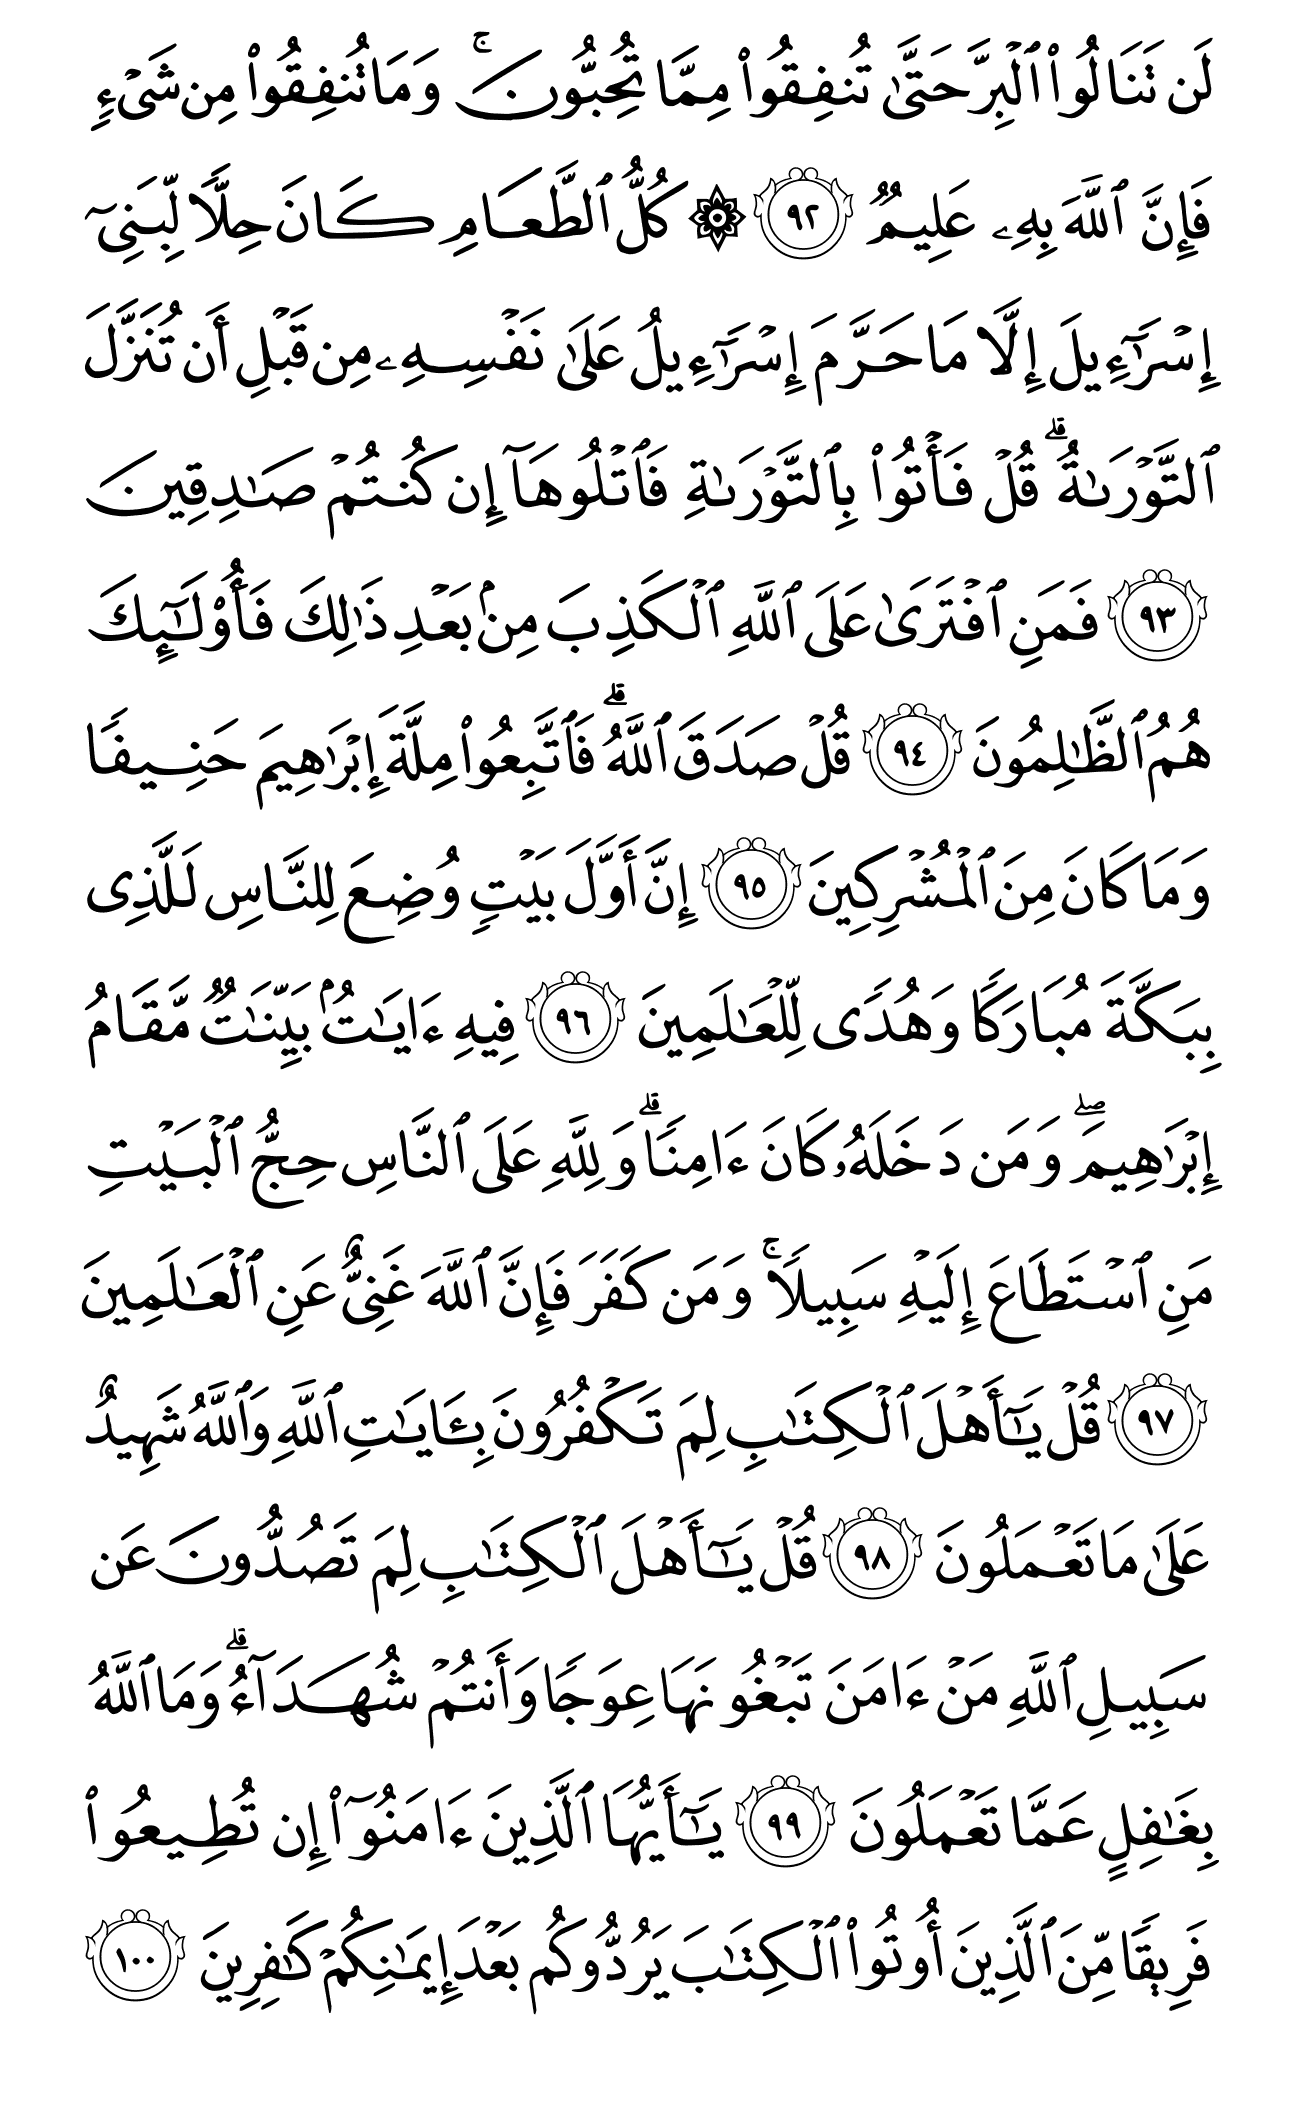 لَن تَنَالُوا۟ ٱلْبِرَّ حَتَّىٰ تُنفِقُوا۟ مِمَّا تُحِبُّونَ ۚ وَمَا تُنفِقُوا۟ مِن شَىْءٍ
فَإِنَّ ٱللَّهَ بِهِۦ عَلِيمٌ ٩٢ ۞ كُلُّ ٱلطَّعَامِ كَانَ حِلًّا لِّبَنِىٓ
إِسْرَٰٓءِيلَ إِلَّا مَا حَرَّمَ إِسْرَٰٓءِيلُ عَلَىٰ نَفْسِهِۦ مِن قَبْلِ أَن تُنَزَّلَ
ٱلتَّوْرَىٰةُ ۗ قُلْ فَأْتُوا۟ بِٱلتَّوْرَىٰةِ فَٱتْلُوهَآ إِن كُنتُمْ صَٰدِقِينَ
٩٣ فَمَنِ ٱفْتَرَىٰ عَلَى ٱللَّهِ ٱلْكَذِبَ مِنۢ بَعْدِ ذَٰلِكَ فَأُو۟لَٰٓئِكَ
هُمُ ٱلظَّٰلِمُونَ ٩٤ قُلْ صَدَقَ ٱللَّهُ ۗ فَٱتَّبِعُوا۟ مِلَّةَ إِبْرَٰهِيمَ حَنِيفًا
وَمَا كَانَ مِنَ ٱلْمُشْرِكِينَ ٩٥ إِنَّ أَوَّلَ بَيْتٍ وُضِعَ لِلنَّاسِ لَلَّذِى
بِبَكَّةَ مُبَارَكًا وَهُدًى لِّلْعَٰلَمِينَ ٩٦ فِيهِ ءَايَٰتٌۢ بَيِّنَٰتٌ مَّقَامُ
إِبْرَٰهِيمَ ۖ وَمَن دَخَلَهُۥ كَانَ ءَامِنًا ۗ وَلِلَّهِ عَلَى ٱلنَّاسِ حِجُّ ٱلْبَيْتِ
مَنِ ٱسْتَطَاعَ إِلَيْهِ سَبِيلًا ۚ وَمَن كَفَرَ فَإِنَّ ٱللَّهَ غَنِىٌّ عَنِ ٱلْعَٰلَمِينَ
٩٧ قُلْ يَٰٓأَهْلَ ٱلْكِتَٰبِ لِمَ تَكْفُرُونَ بِـَٔايَٰتِ ٱللَّهِ وَٱللَّهُ شَهِيدٌ
عَلَىٰ مَا تَعْمَلُونَ ٩٨ قُلْ يَٰٓأَهْلَ ٱلْكِتَٰبِ لِمَ تَصُدُّونَ عَن
سَبِيلِ ٱللَّهِ مَنْ ءَامَنَ تَبْغُونَهَا عِوَجًا وَأَنتُمْ شُهَدَآءُ ۗ وَمَا ٱللَّهُ
بِغَٰفِلٍ عَمَّا تَعْمَلُونَ ٩٩ يَٰٓأَيُّهَا ٱلَّذِينَ ءَامَنُوٓا۟ إِن تُطِيعُوا۟
فَرِيقًا مِّنَ ٱلَّذِينَ أُوتُوا۟ ٱلْكِتَٰبَ يَرُدُّوكُم بَعْدَ إِيمَٰنِكُمْ كَٰفِرِينَ ١٠٠